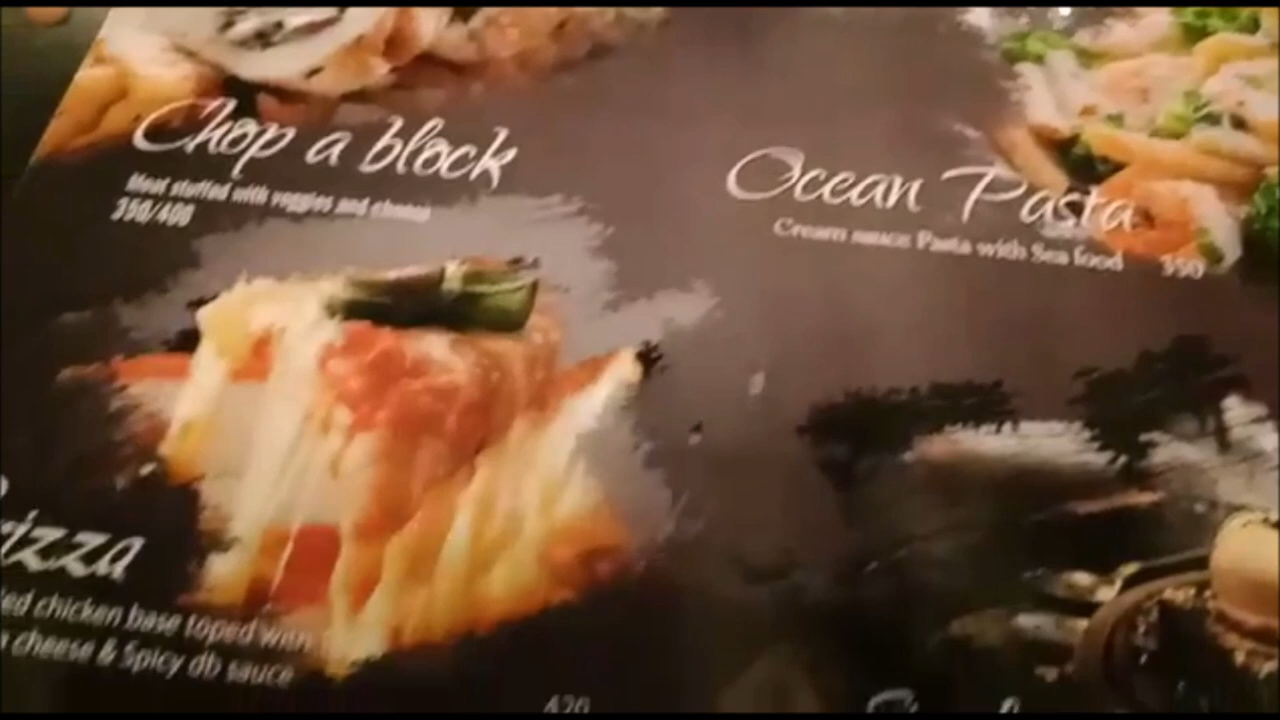 Chop a block
Meat stuffed with veggies and cheese
350/400
Ocean Pasta
Cream sauce Pasta with Sea food 350
izza
ed chicken base toped with
cheese & Spicy db sauce
420